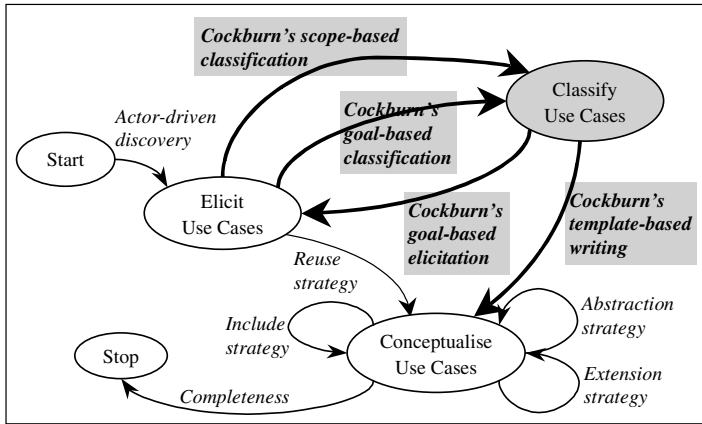 Cockburn's scope-based
classification
Classify
Use Cases
Actor-driven
discovery
Cockburn's
goal-based
classification
Start
Elicit
Use Cases
Cockburn's
goal-based
elicitation
Cockburn's
template-based
writing
Reuse
strategy
Include
strategy
Abstraction
strategy
Conceptualise
Use Cases
Stop
Extension
strategy
Completeness